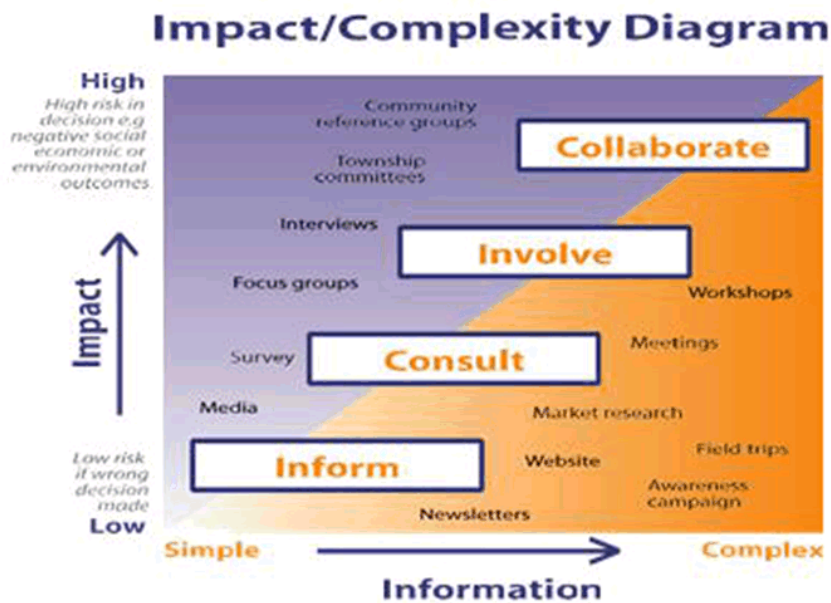 Impact/Complexity Diagram
High
High risk in
decision e.g
negative social
economic or
environmental
outcomes
Community
reference groups
Collaborate
Township
committees
Interviews
Involve
Focus groups
Workshops
Impact
Survey
Consult
Meetings
Media
Market research
Low risk
if wrong
decision
made
Inform
Website
Field trips
Awareness
campaign
Newsletters
Low
Simple
Complex
Information